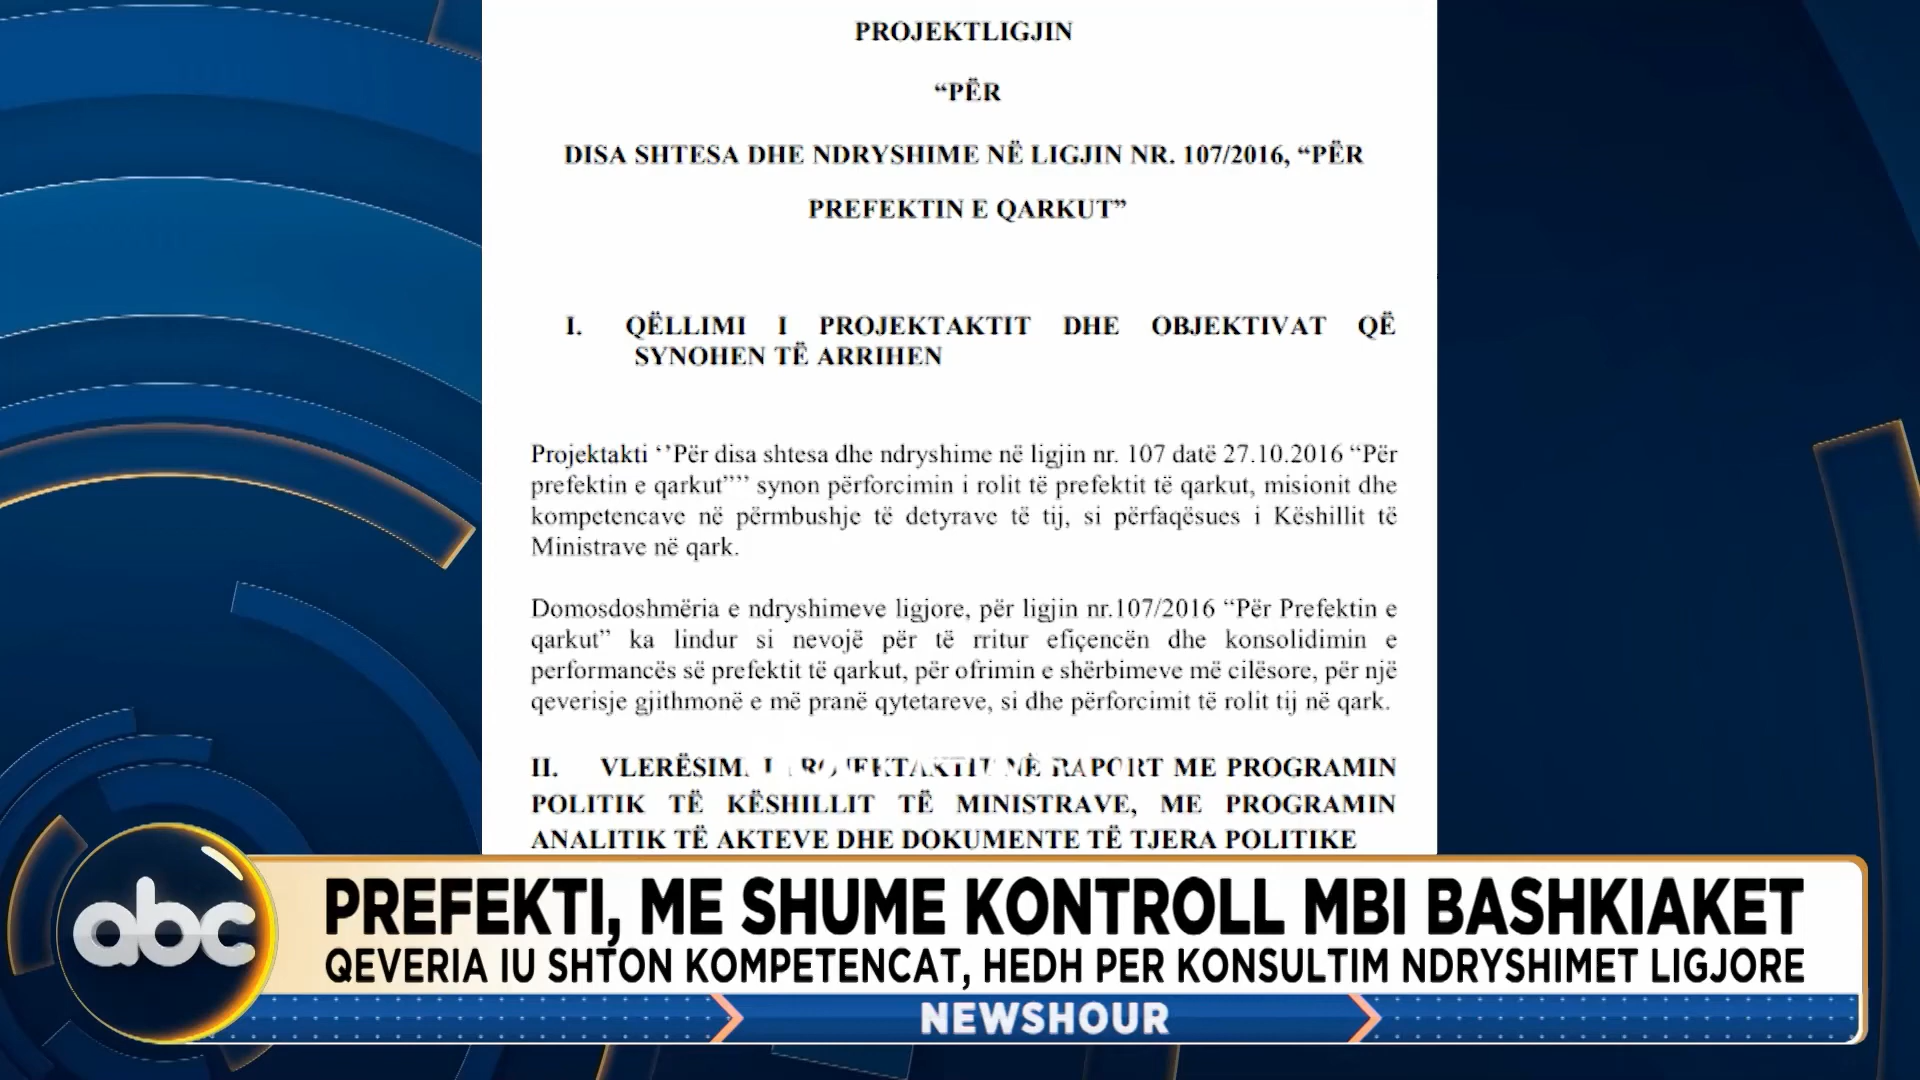 PROJEKTLIGJIN
“PËR
DISA SHTESA DHE NDRYSHIME NË LIGJIN NR. 107/2016, “PËR
PREFEKTIN E QARKUT”
I. QËLLIMI I PROJEKTAKTIT DHE OBJEKTIVAT QË
SYNOHEN TË ARRIHEN
Projektakti ‘’Për disa shtesa dhe ndryshime në ligjin nr. 107 datë 27.10.2016 “Për
prefektin e qarkut”’’ synon përforcimin i rolit të prefektit të qarkut, misionit dhe
kompetencave në përmbushje të detyrave të tij, si përfaqësues i Këshillit të
Ministrave në qark.
Domosdoshmëria e ndryshimeve ligjore, për ligjin nr.107/2016 “Për Prefektin e
qarkut” ka lindur si nevojë për të rritur efiçencën dhe konsolidimin e
performancës së prefektit të qarkut, për ofrimin e shërbimeve më cilësore, për një
qeverisje gjithmonë e më pranë qytetareve, si dhe përforcimit të rolit tij në qark.
II. NË RAPORT ME PROGRAMIN
POLITIK TË KËSHILLIT TË MINISTRAVE, ME PROGRAMIN
ANALITIK TË AKTEVE DHE DOKUMENTE TË TJERA POLITIKE
abc
PREFEKTI, ME SHUME KONTROLL MBI BASHKIAKET
QEVERIA IU SHTON KOMPETENCAT, HEDH PER KONSULTIM NDRYSHIMET LIGJORE
NEWSHOUR